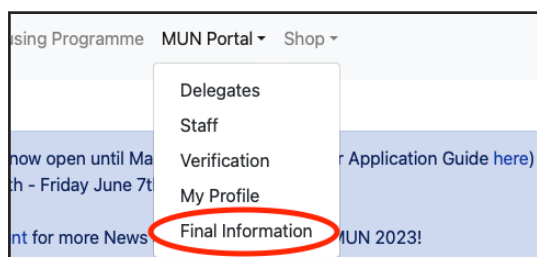 using Programme MUN Portal Shop
Delegates
Staff
now open until Ma r Application Guide here)
Verification
th - Friday June 7t
My Profile
nt for more News MUN 2023!
Final Information